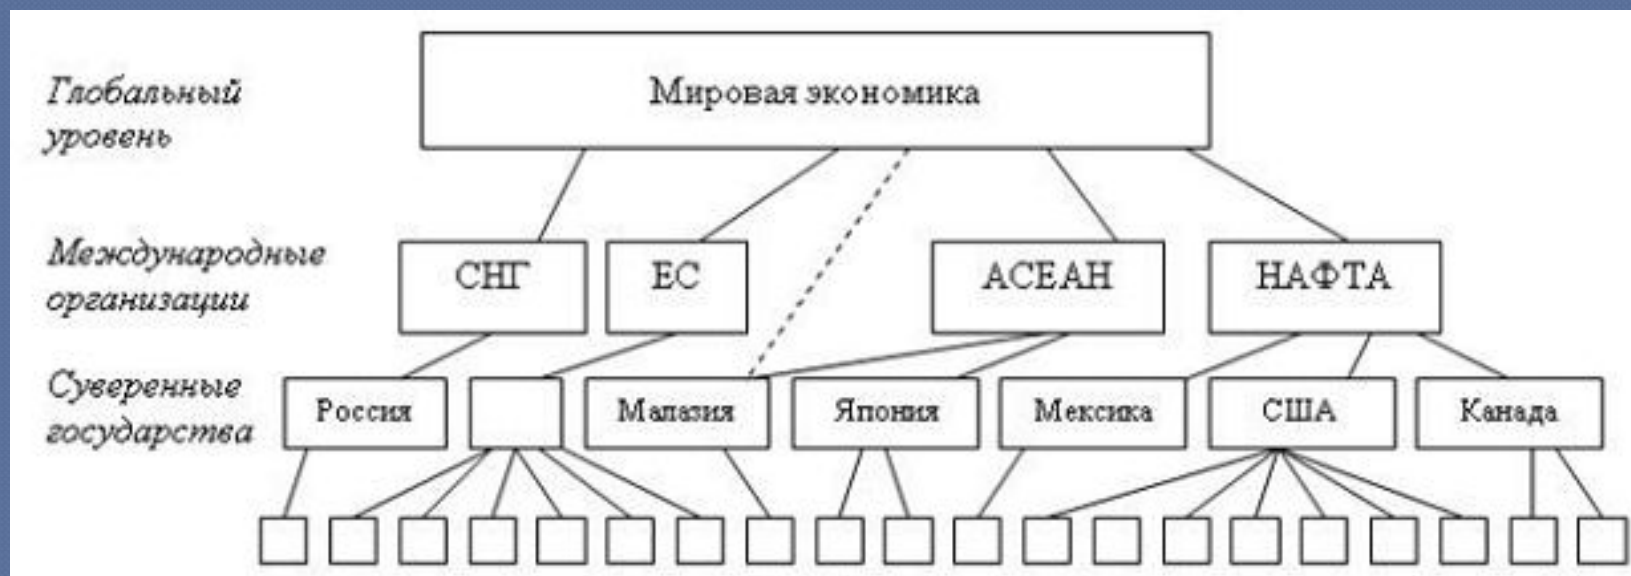 Глобальный
уровень
Мировая экономика
Международные
организации
СНГ
ЕС
АСЕАН
НАФТА
Суверенные
государства
Россия
Малазия
Япония
Мексика
США
Канада